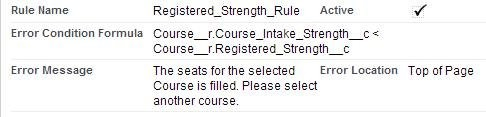 Rule Name Registered_Strength_Rule Active
Error Condition Formula Course__r.Course_Intake_Strength__c <
Course__r.Registered_Strength__c
Error Message The seats for the selected Error Location Top of Page
Course is filled. Please select
another course.